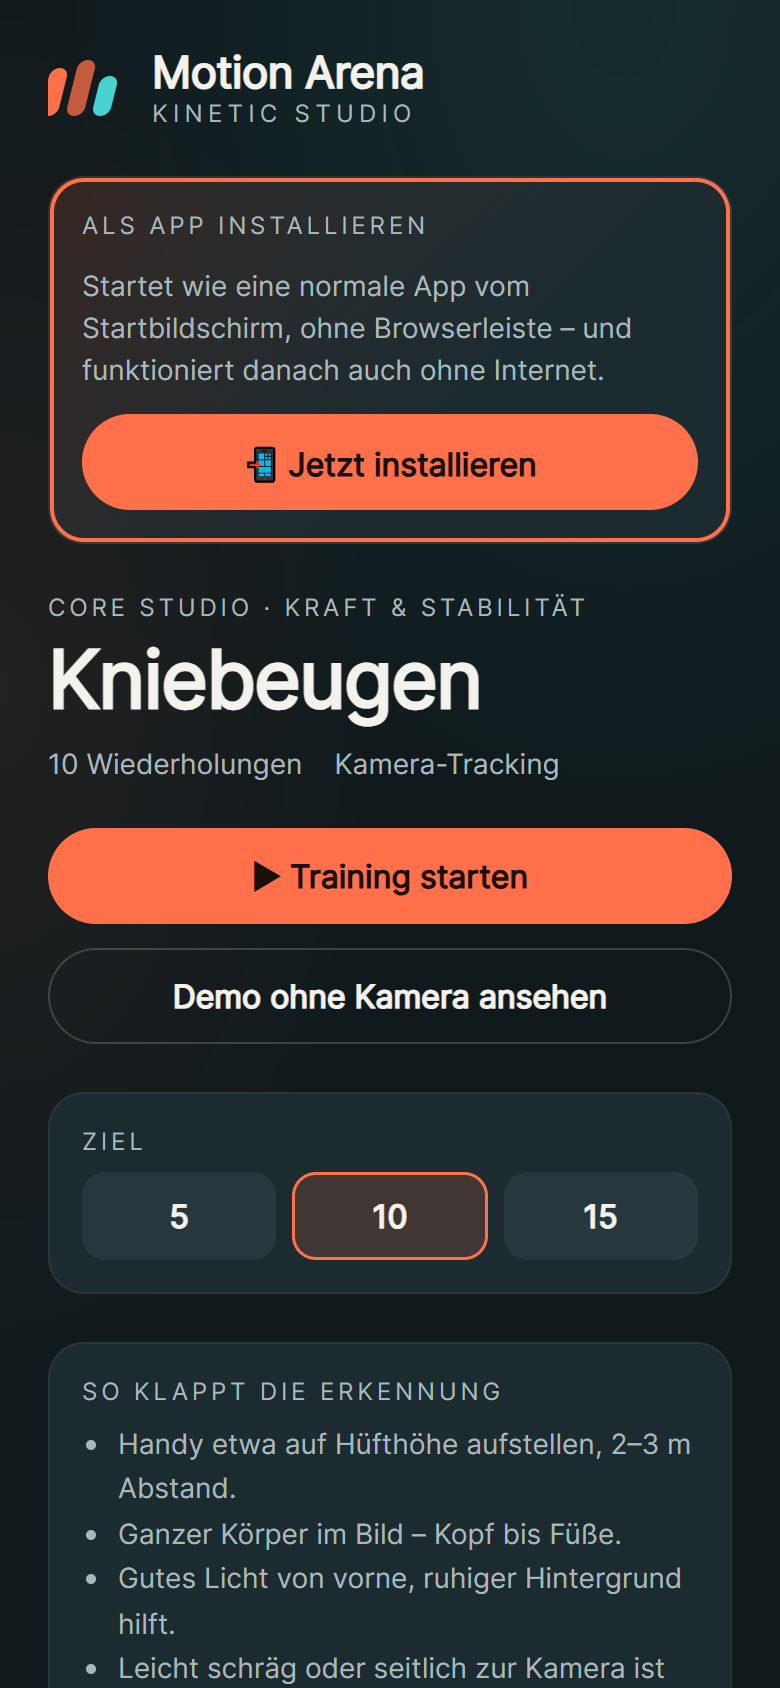 Motion Arena
KINETIC STUDIO
ALS APP INSTALLIEREN
Startet wie eine normale App vom
Startbildschirm, ohne Browserleiste – und
funktioniert danach auch ohne Internet.
📲 Jetzt installieren
CORE STUDIO · KRAFT & STABILITÄT
Kniebeugen
10 Wiederholungen Kamera-Tracking
▶ Training starten
Demo ohne Kamera ansehen
ZIEL
5 10 15
SO KLAPPT DIE ERKENNUNG
• Handy etwa auf Hüfthöhe aufstellen, 2–3 m
Abstand.
• Ganzer Körper im Bild – Kopf bis Füße.
• Gutes Licht von vorne, ruhiger Hintergrund
hilft.
• Leicht schräg oder seitlich zur Kamera ist